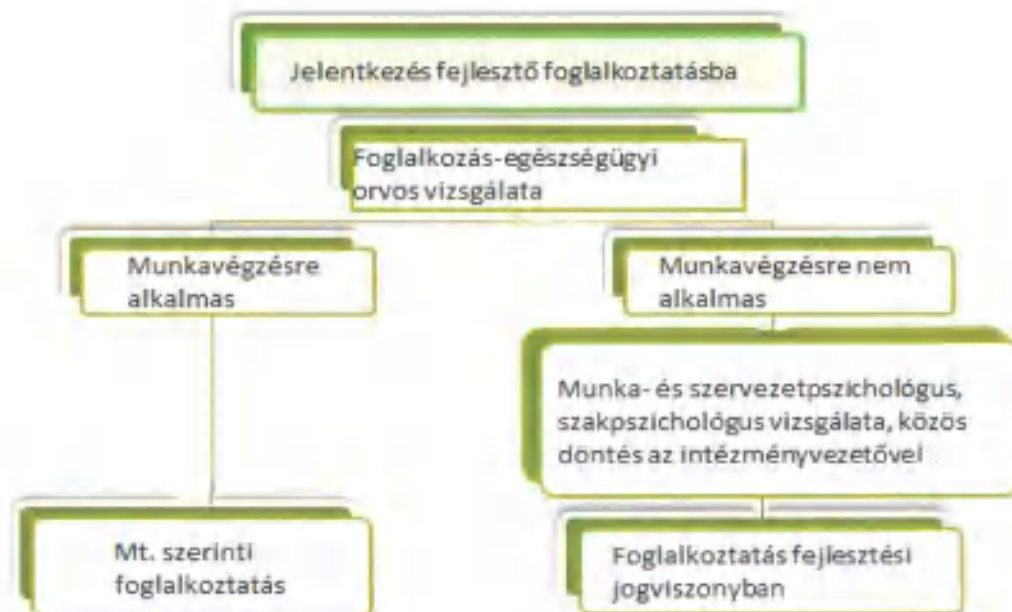 Jelentkezés fejlesztő foglalkoztatásba
Foglalkozás-egészségügyi
orvos vizsgálata
Munkavégzésre
alkalmas
Munkavégzésre nem
alkalmas
Munka- és szervezetpszichológus,
szakpszichológus vizsgálata, közös
döntés az intézményvezetővel
Mt. szerinti
foglalkoztatás
Foglalkoztatás fejlesztési
jogviszonyban